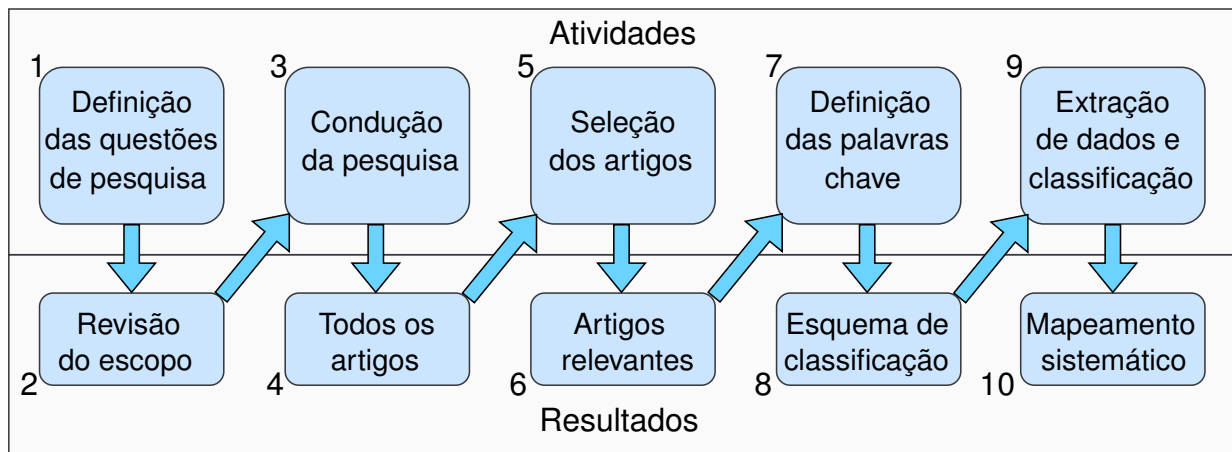 Atividades
1
Definição
das questões
de pesquisa
3
Condução
da pesquisa
5
Seleção
dos artigos
7
Definição
das palavras
chave
9
Extração
de dados e
classificação
2
Revisão
do escopo
4
Todos os
artigos
6
Artigos
relevantes
8
Esquema de
classificação
10
Mapeamento
sistemático
Resultados